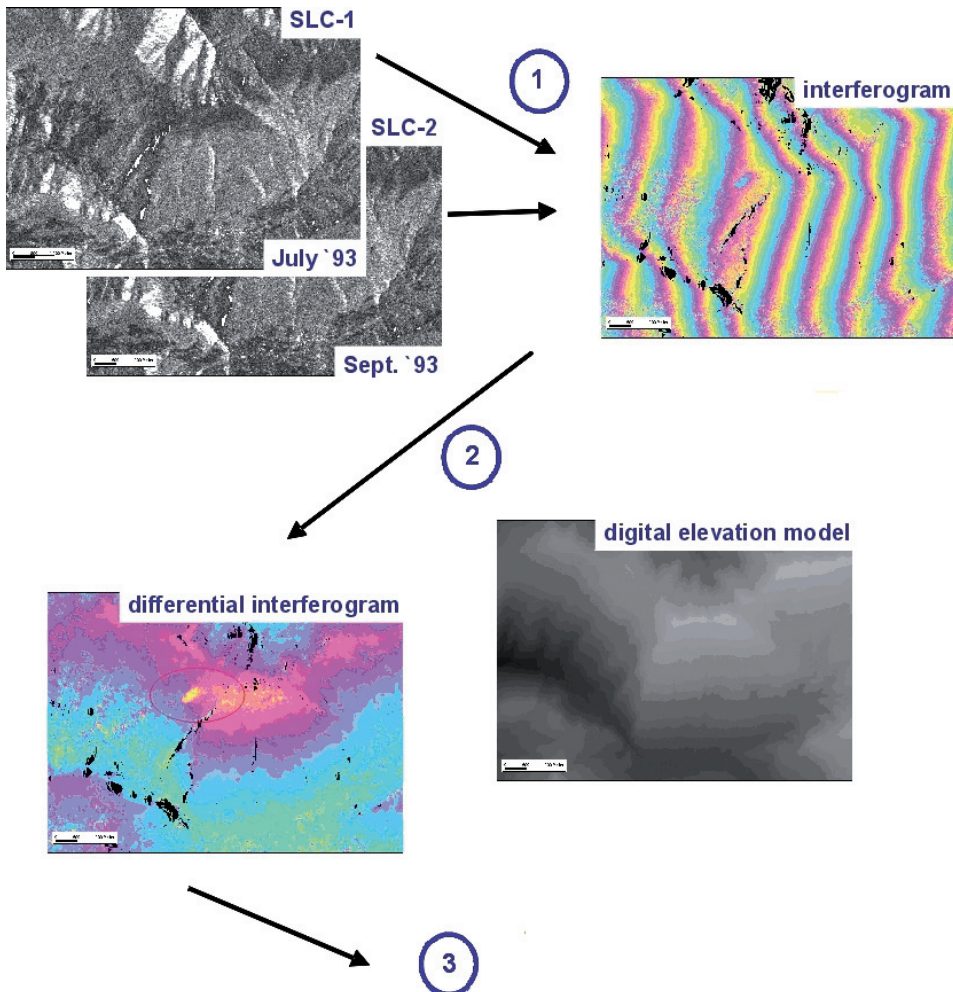 SLC-1
1
interferogram
SLC-2
July `93
Sept. `93
2
digital elevation model
differential interferogram
3